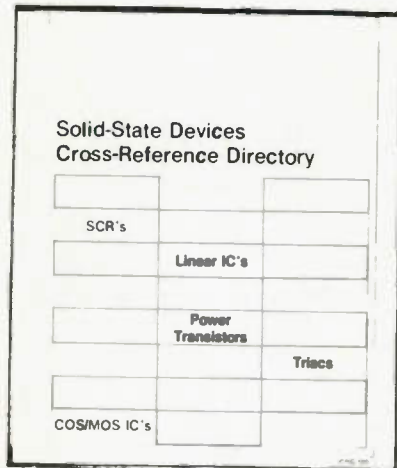 Solid-State Devices
Cross-Reference Directory
SCR's
Linear IC's
Power
Transistors
Triacs
COS/MOS IC's